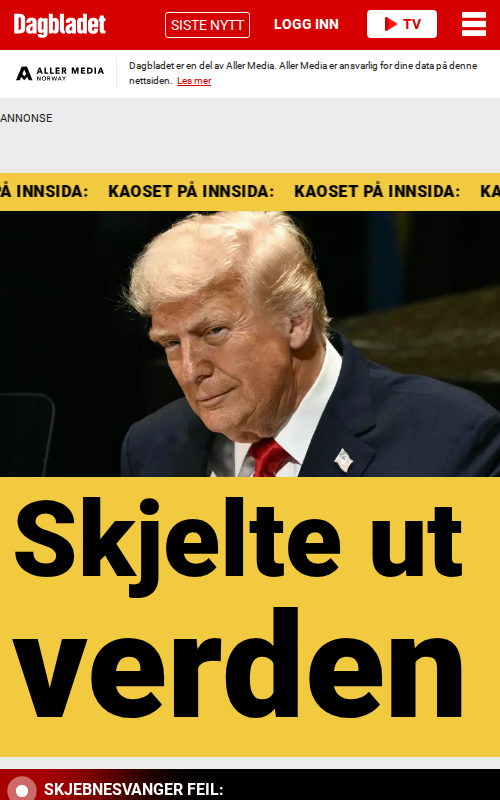 Dagbladet
SISTE NYTT
LOGG INN
TV
ALLER MEDIA
NORWAY
Dagbladet er en del av Aller Media. Aller Media er ansvarlig for dine data på denne
nettsiden. Les mer
ANNONSE
PÅ INNSIDA: KAOSET PÅ INNSIDA: KAOSET PÅ INNSIDA: KA
Skjelte ut
verden
SKJEBNESVANGER FEIL: